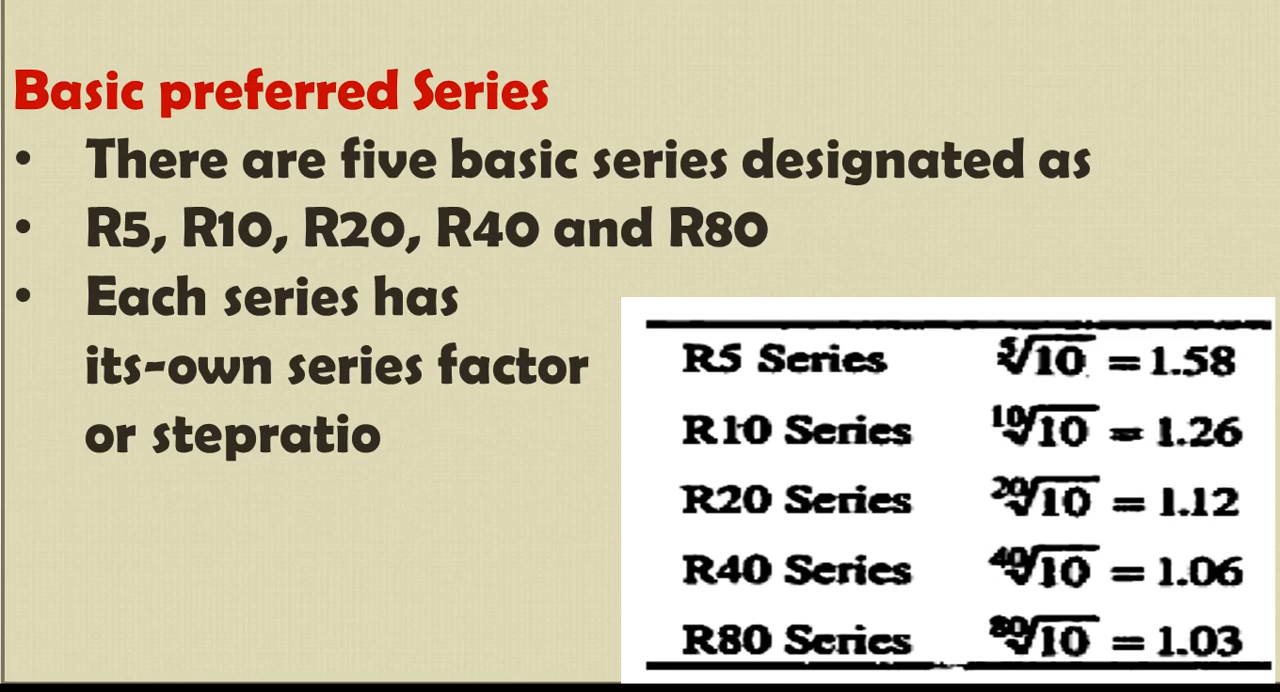 Basic preferred Series
• There are five basic series designated as
• R5, R10, R20, R40 and R80
• Each series has
its-own series factor
or stepratio
R5 Series ⁵√10 = 1.58
R10 Series ¹⁰√10 = 1.26
R20 Series ²⁰√10 = 1.12
R40 Series ⁴⁰√10 = 1.06
R80 Series ⁸⁰√10 = 1.03